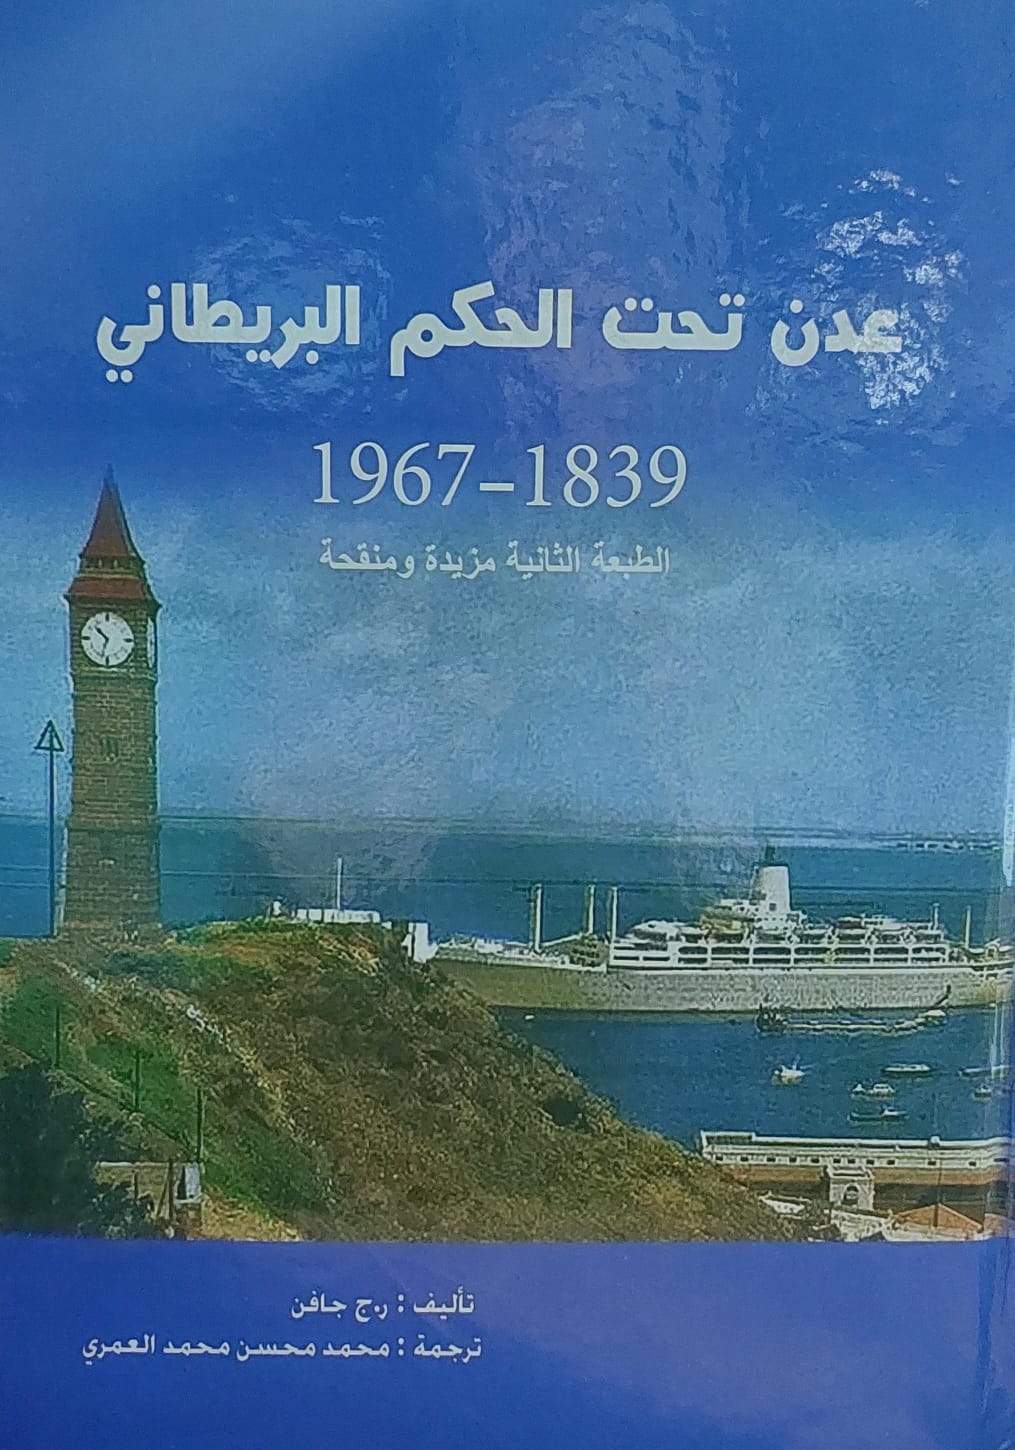 عدن تحت الحكم البريطاني
1967-1839
الطبعة الثانية مزيدة ومنقحة
تأليف : ر.ج جافن
ترجمة : محمد محسن محمد العمري